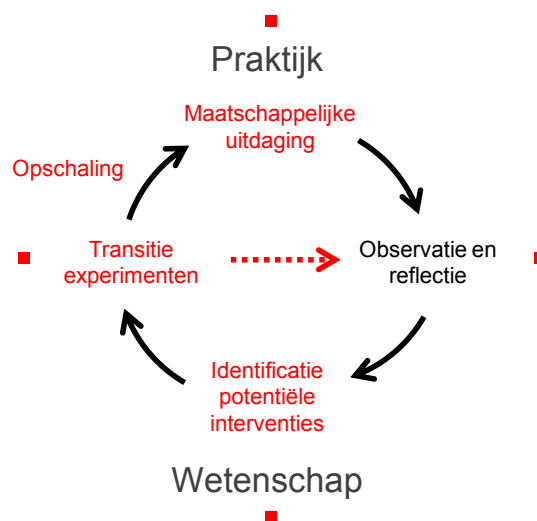 Praktijk
Maatschappelijke
uitdaging
Opschaling
Transitie
experimenten
Observatie en
reflectie
Identificatie
potentiële
interventies
Wetenschap